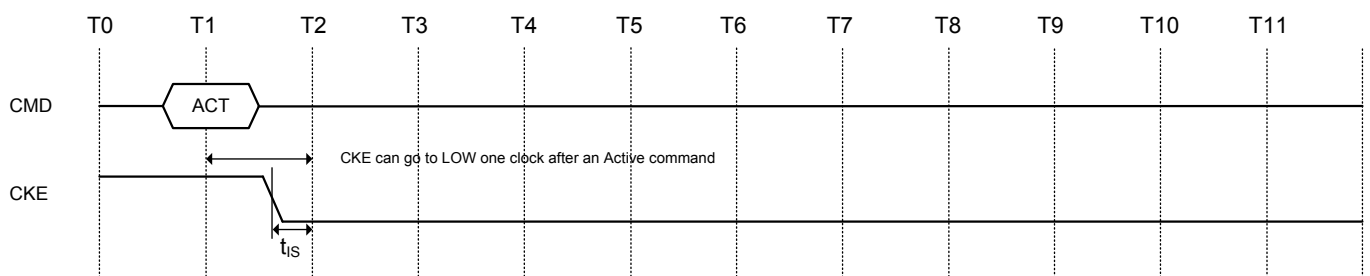 T0 T1 T2 T3 T4 T5 T6 T7 T8 T9 T10 T11
CMD ACT
CKE can go to LOW one clock after an Active command
CKE
tIS